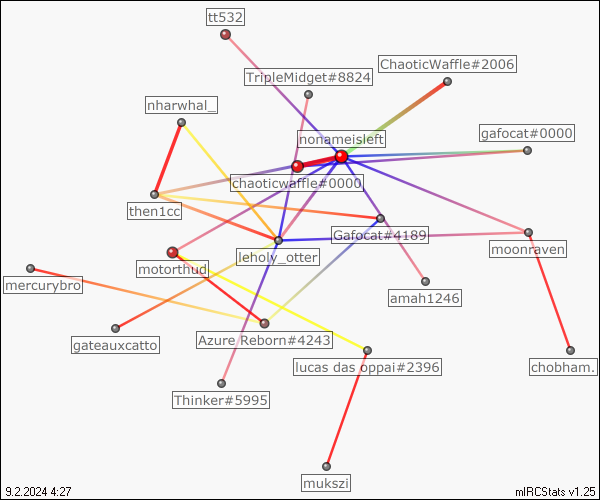 tt532
ChaoticWaffle#2006
TripleMidget#8824
nharwhal_
nonameisleft
gafocat#0000
chaoticwaffle#0000
then1cc
Gafocat#4189
moonraven
leholy_otter
motorthud
mercurybro
amah1246
Azure Reborn#4243
gateauxcatto
lucas das oppai#2396
chobham.
Thinker#5995
mukszi
9.2.2024 4:27
mIRCStats v1.25